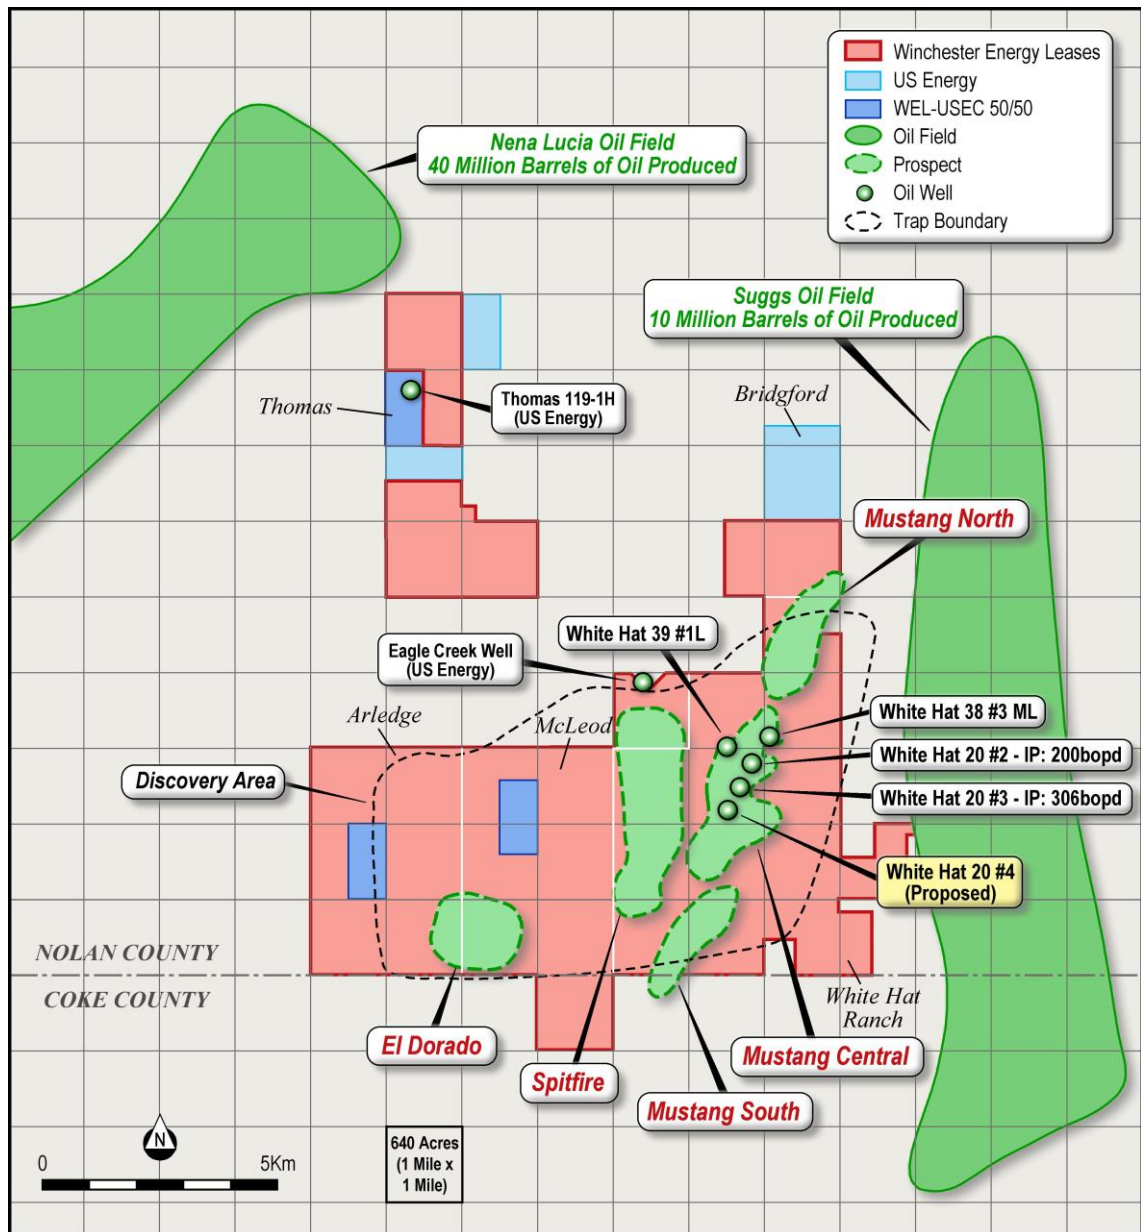 Winchester Energy Leases
US Energy
WEL-USEC 50/50
Oil Field
Prospect
Oil Well
Trap Boundary
Nena Lucia Oil Field
40 Million Barrels of Oil Produced
Suggs Oil Field
10 Million Barrels of Oil Produced
Thomas
Thomas 119-1H
(US Energy)
Bridgford
Mustang North
White Hat 39 #1L
Eagle Creek Well
(US Energy)
Arledge
McLeod
White Hat 38 #3 ML
White Hat 20 #2 - IP: 200bopd
Discovery Area
White Hat 20 #3 - IP: 306bopd
White Hat 20 #4
(Proposed)
NOLAN COUNTY
COKE COUNTY
White Hat
Ranch
El Dorado
Spitfire
Mustang Central
Mustang South
N
0
5Km
640 Acres
(1 Mile x
1 Mile)